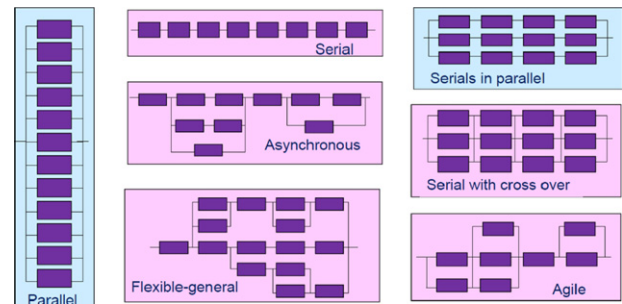 Parallel
Serial
Asynchronous
Flexible-general
Serials in parallel
Serial with cross over
Agile